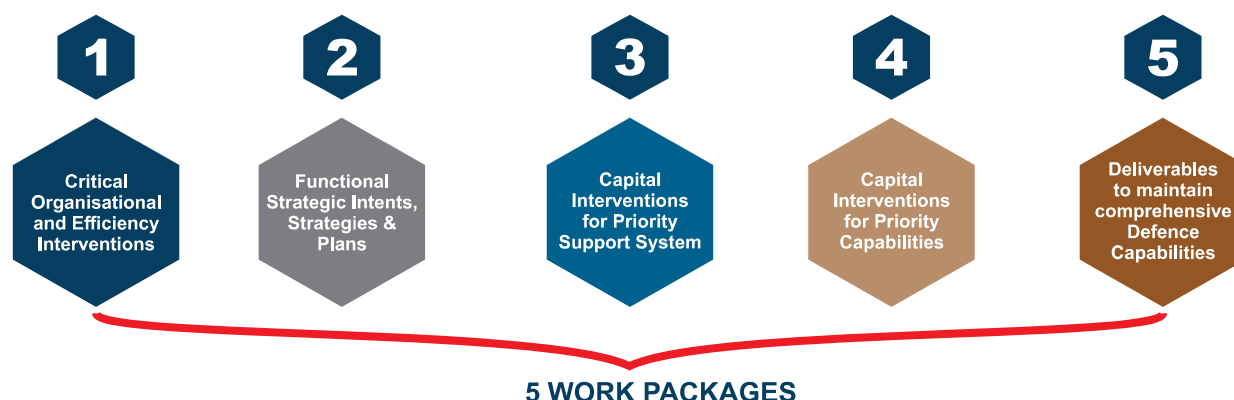 1
2
3
4
5
Critical
Organisational
and Efficiency
Interventions
Functional
Strategic Intents,
Strategies &
Plans
Capital
Interventions
for Priority
Support System
Capital
Interventions
for Priority
Capabilities
Deliverables
to maintain
comprehensive
Defence
Capabilities
5 WORK PACKAGES